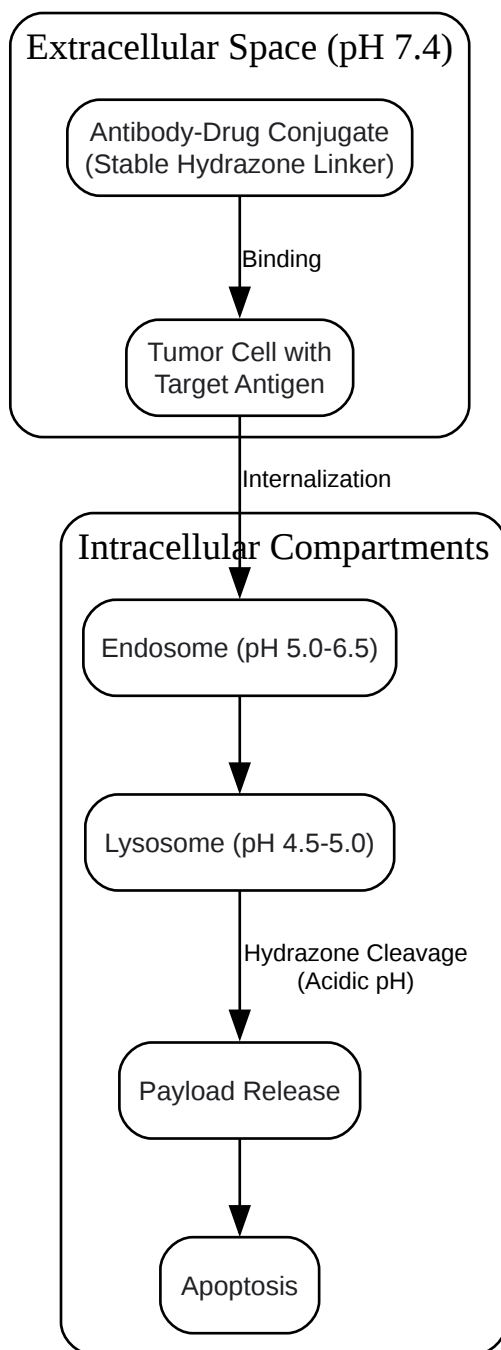 Extracellular Space (pH 7.4)
Antibody-Drug Conjugate
(Stable Hydrazone Linker)
Binding
Tumor Cell with
Target Antigen
Internalization
Intracellular Compartments
Endosome (pH 5.0-6.5)
Lysosome (pH 4.5-5.0)
Hydrazone Cleavage
(Acidic pH)
Payload Release
Apoptosis